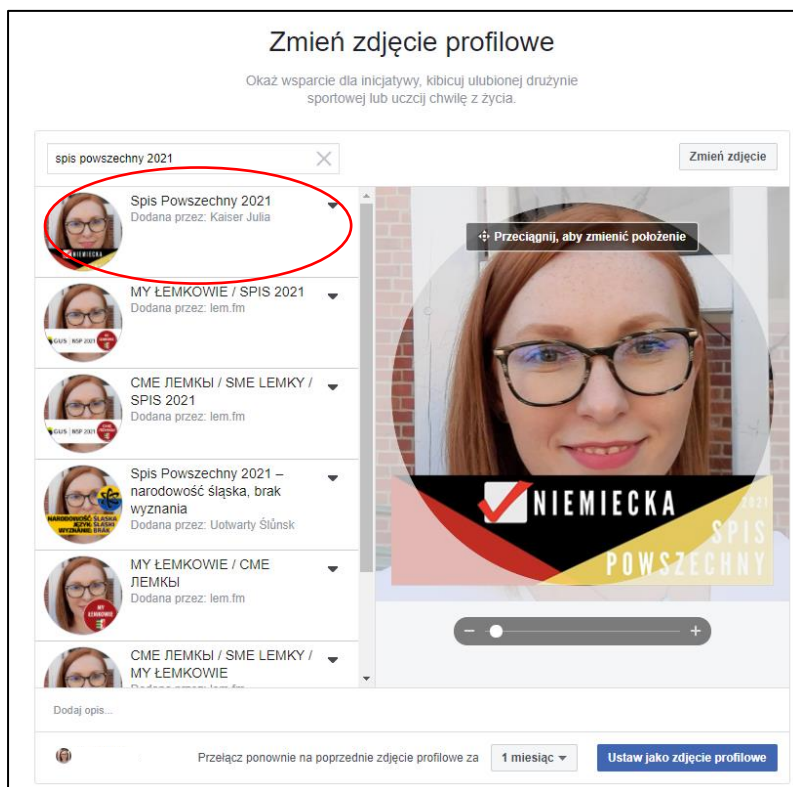 Zmień zdjęcie profilowe
Okaż wsparcie dla inicjatywy, kibicuj ulubionej drużynie
sportowej lub uczcij chwilę z życia.
spis powszechny 2021
Zmień zdjęcie
Spis Powszechny 2021
Dodana przez: Kaiser Julia
NIEMIECKA
MY ŁEMKOWIE / SPIS 2021
Dodana przez: lem.fm
GUS | NSP 2021
СМЕ ЛЕМКЫ / SME LEMKY /
SPIS 2021
Dodana przez: lem.fm
GUS | NSP 2021
Spis Powszechny 2021 –
narodowość śląska, brak
wyznania
Dodana przez: Uotwarty Ślůnsk
NARODOWOŚĆ: ŚLĄSKA
JĘZYK: ŚLĄSKI
WYZNANIE: BRAK
MY ŁEMKOWIE / СМЕ
ЛЕМКЫ
Dodana przez: lem.fm
MY
ŁEMKOWIE
СМЕ ЛЕМКЫ / SME LEMKY /
MY ŁEMKOWIE
Przeciągnij, aby zmienić położenie
NIEMIECKA
2021
SPIS
POWSZECHNY
Dodaj opis...
Przełącz ponownie na poprzednie zdjęcie profilowe za
1 miesiąc
Ustaw jako zdjęcie profilowe